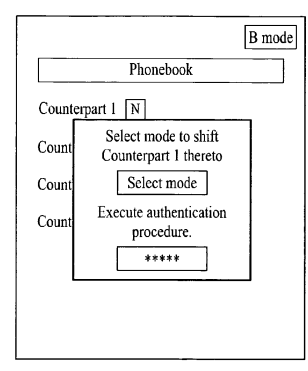 B mode
Phonebook
Counterpart 1 N
Select mode to shift
Counterpart 1 thereto
Count
Select mode
Count
Execute authentication
Count
procedure.
*****